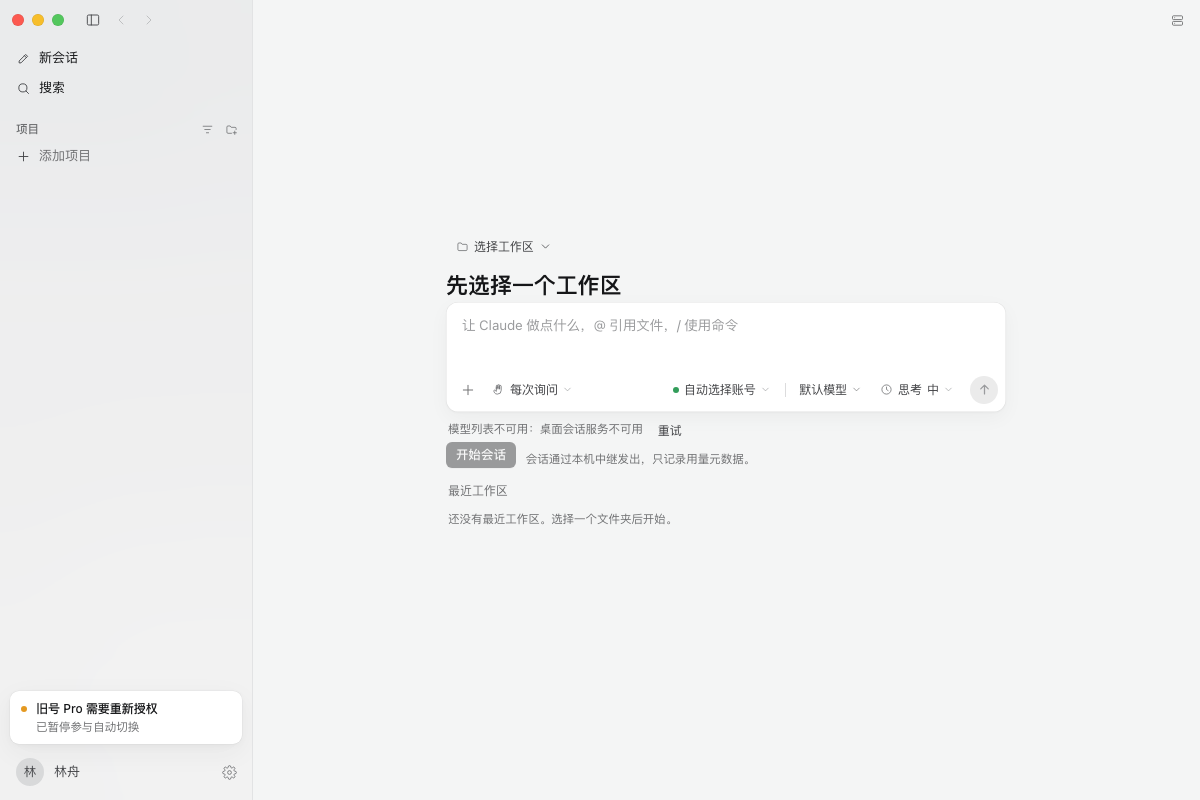 新会话
搜索
项目
添加项目
选择工作区
先选择一个工作区
让 Claude 做点什么，@ 引用文件，/ 使用命令
每次询问
自动选择账号
默认模型
思考 中
模型列表不可用：桌面会话服务不可用
重试
开始会话
会话通过本机中继发出，只记录用量元数据。
最近工作区
还没有最近工作区。选择一个文件夹后开始。
旧号 Pro 需要重新授权
已暂停参与自动切换
林
林舟